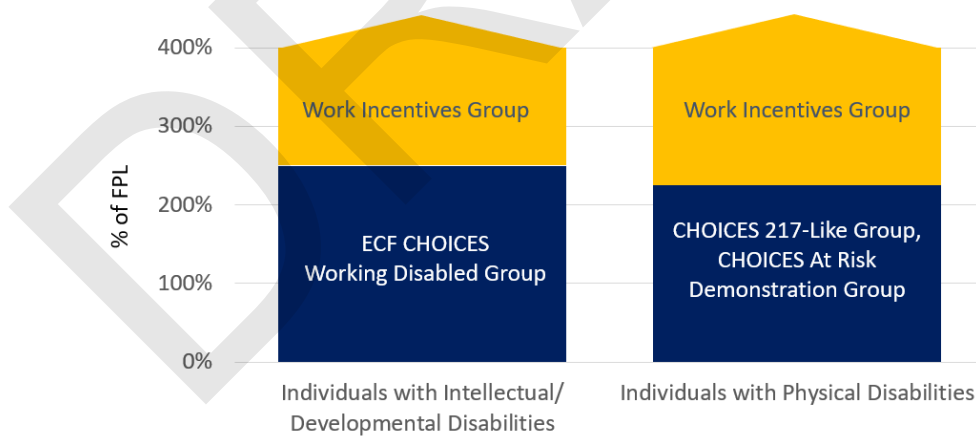 400%
300%
200%
100%
0%
% of FPL
Work Incentives Group
ECF CHOICES
Working Disabled Group
Work Incentives Group
CHOICES 217-Like Group,
CHOICES At Risk
Demonstration Group
Individuals with Intellectual/
Developmental Disabilities
Individuals with Physical Disabilities